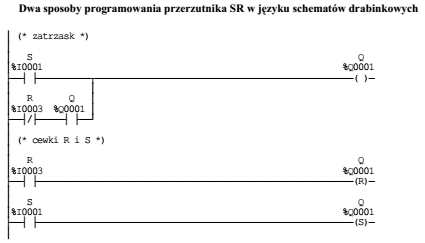 Dwa sposoby programowania przerzutnika SR w języku schematów drabinkowych
(* zatrzask *)
S Q
%I0001 %Q0001
( )
R Q
%I0003 %Q0001
/
(* cewki R i S *)
R Q
%I0003 %Q0001
(R)
S Q
%I0001 %Q0001
(S)